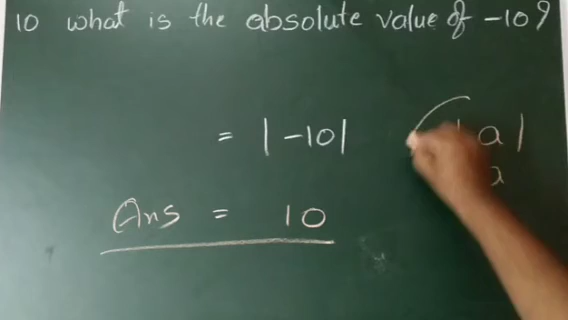 10 what is the absolute value of -10?
= |-10|
a|
a
Ans = 10